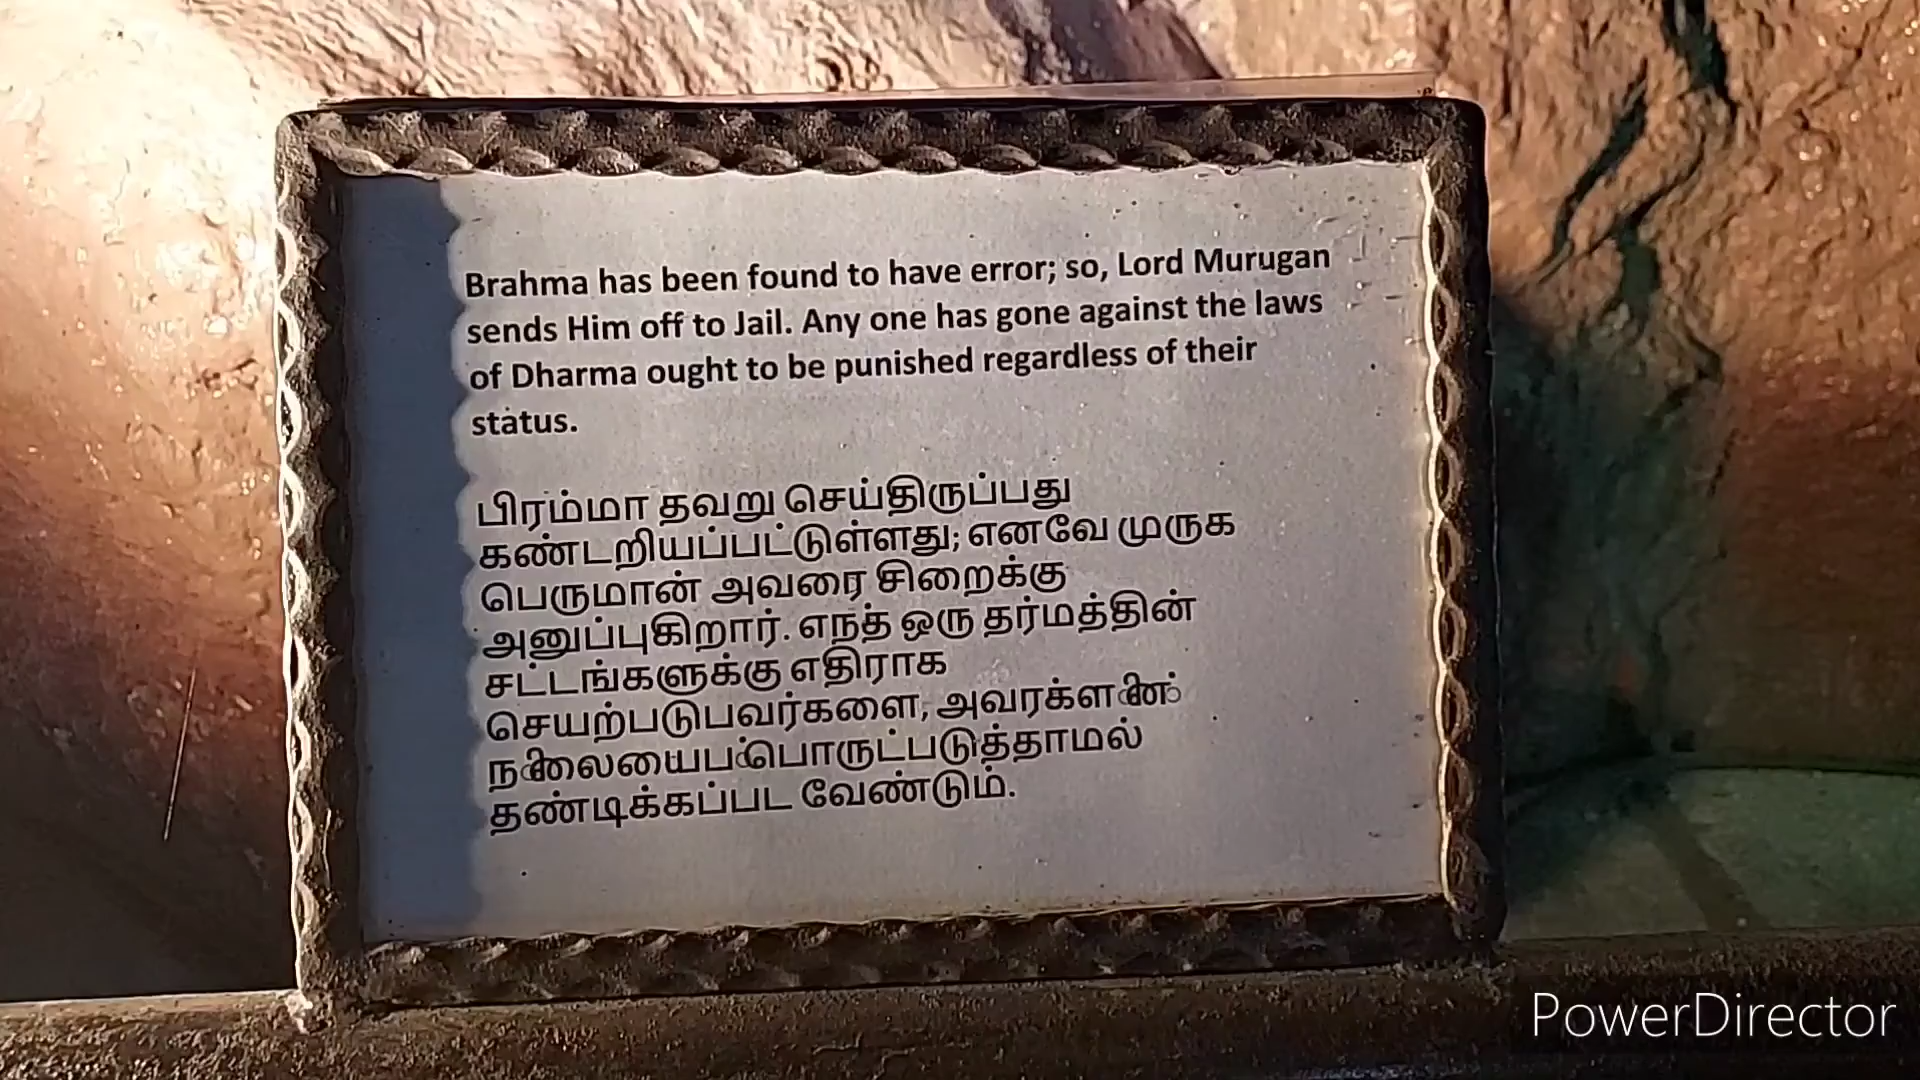 Brahma has been found to have error; so, Lord Murugan
sends Him off to Jail. Any one has gone against the laws
of Dharma ought to be punished regardless of their
status.
பிரம்மா தவறு செய்திருப்பது
கண்டறியப்பட்டுள்ளது; எனவே முருக
பெருமான் அவரை சிறைக்கு
அனுப்புகிறார். எநத் ஒரு தர்மத்தின்
சட்டங்களுக்கு எதிராக
செயற்படுபவர்களை,
தண்டிக்கப்பட வேண்டும்.
PowerDirector